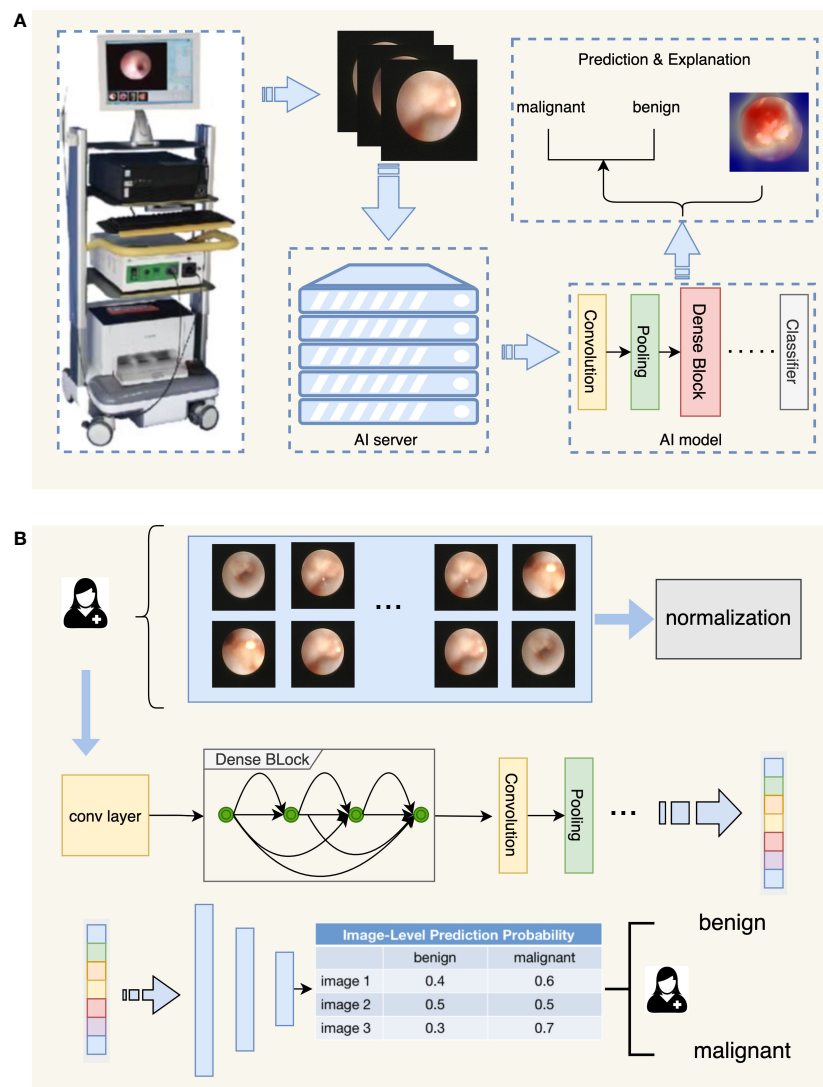 A
Prediction & Explanation
malignant benign
AI server
Convolution
Pooling
Dense Block
. . . . .
Classifier
AI model
B
...
normalization
conv layer
Dense BLock
Convolution
Pooling
...
Image-Level Prediction Probability
benign malignant
image 1 0.4 0.6
image 2 0.5 0.5
image 3 0.3 0.7
benign
malignant